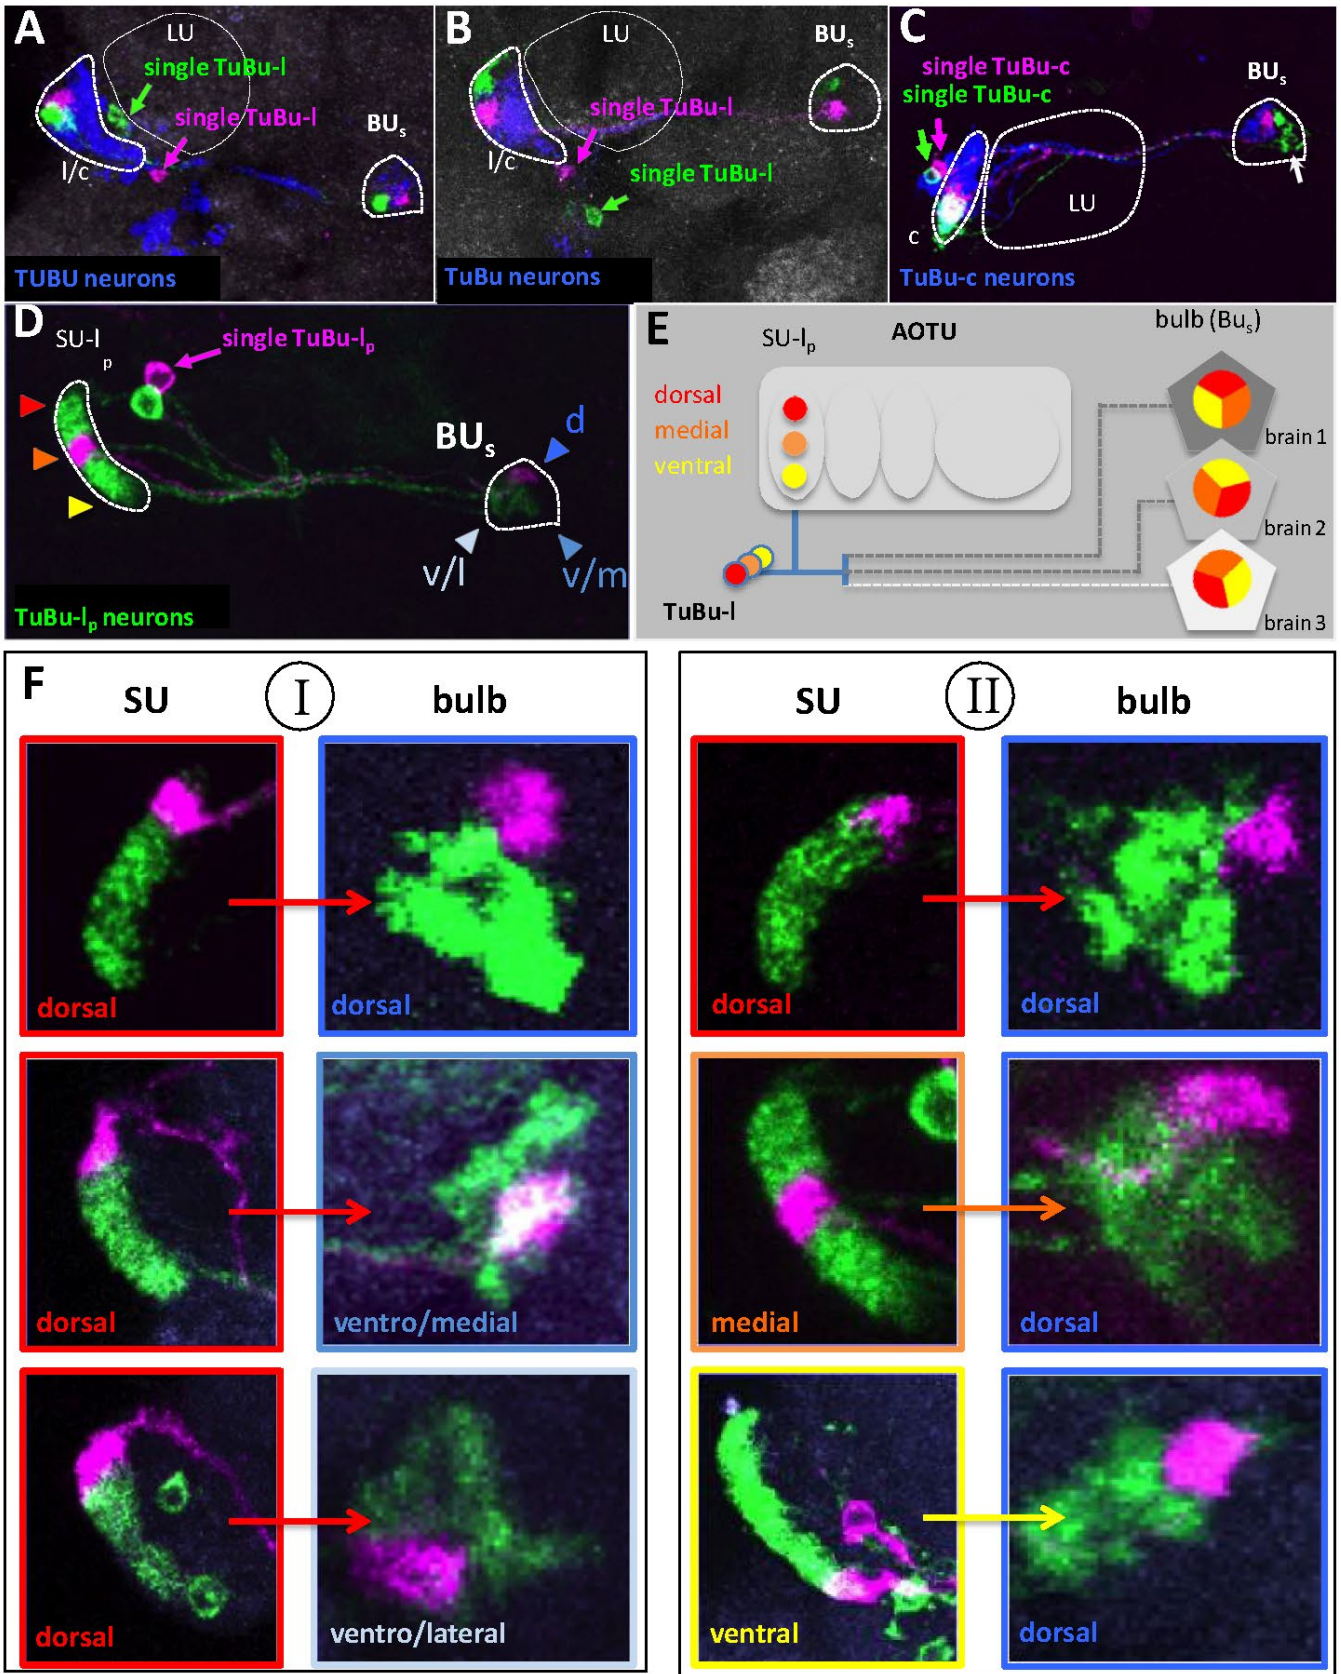 A
LU
single TuBu-l
single TuBu-l
BUs
l/c
TUBU neurons
B
LU
BUs
single TuBu-l
l/c
single TuBu-l
TuBu neurons
C
single TuBu-c
single TuBu-c
BUs
LU
c
TuBu-c neurons
D
SU-lp
single TuBu-lp
BUs
d
v/l
v/m
TuBu-lp neurons
E
SU-lp
AOTU
bulb (Bus)
dorsal
medial
ventral
brain 1
brain 2
TuBu-l
brain 3
F
SU
I
bulb
dorsal
dorsal
dorsal
ventro/medial
dorsal
ventro/lateral
SU
II
bulb
dorsal
dorsal
medial
dorsal
ventral
dorsal